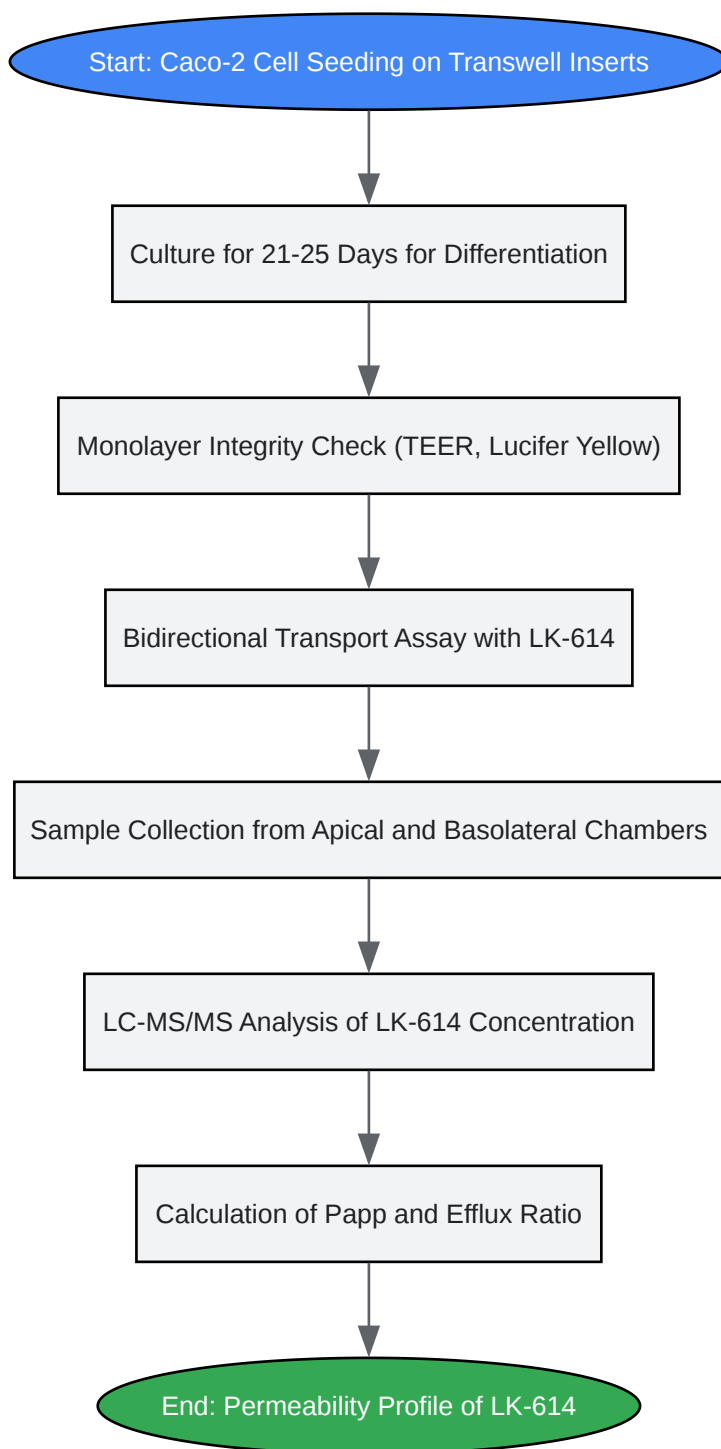 Start: Caco-2 Cell Seeding on Transwell Inserts
Culture for 21-25 Days for Differentiation
Monolayer Integrity Check (TEER, Lucifer Yellow)
Bidirectional Transport Assay with LK-614
Sample Collection from Apical and Basolateral Chambers
LC-MS/MS Analysis of LK-614 Concentration
Calculation of Papp and Efflux Ratio
End: Permeability Profile of LK-614